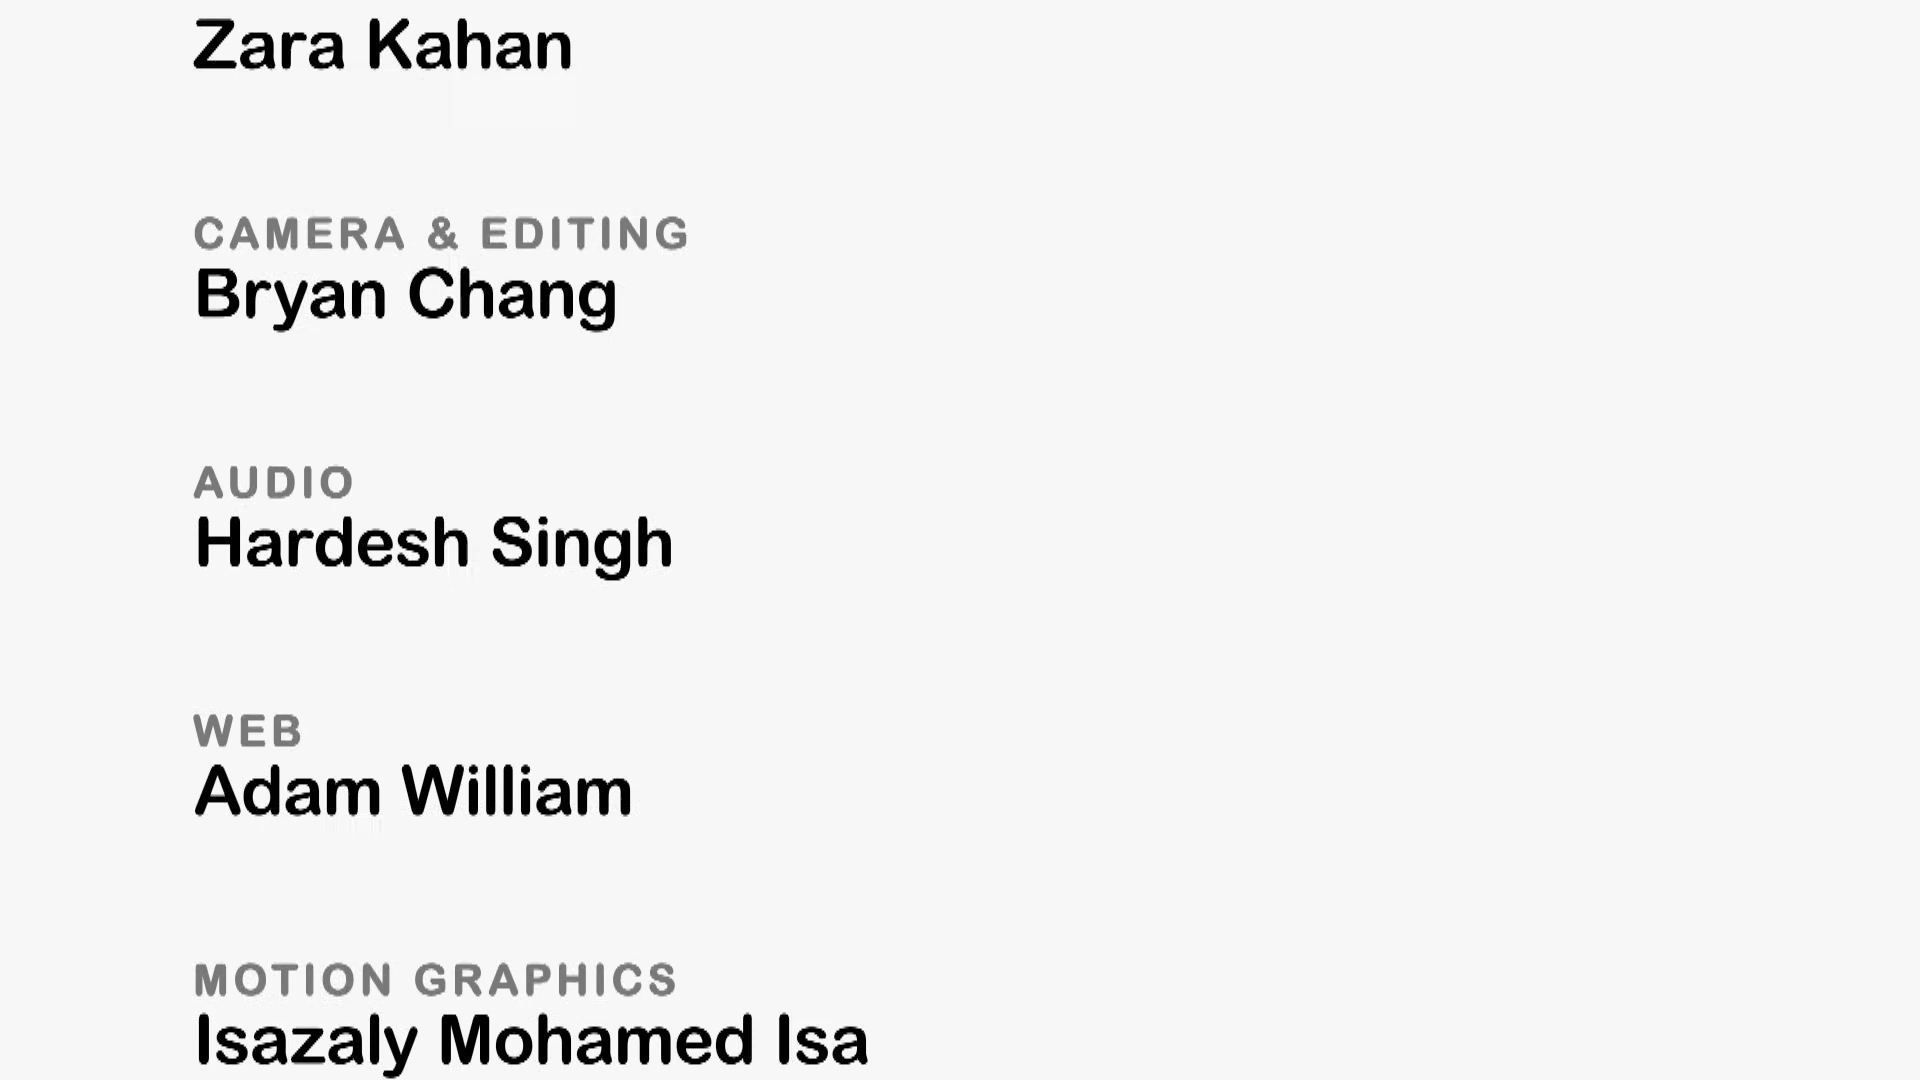 Zara Kahan
CAMERA & EDITING
Bryan Chang
AUDIO
Hardesh Singh
WEB
Adam William
MOTION GRAPHICS
Isazaly Mohamed Isa